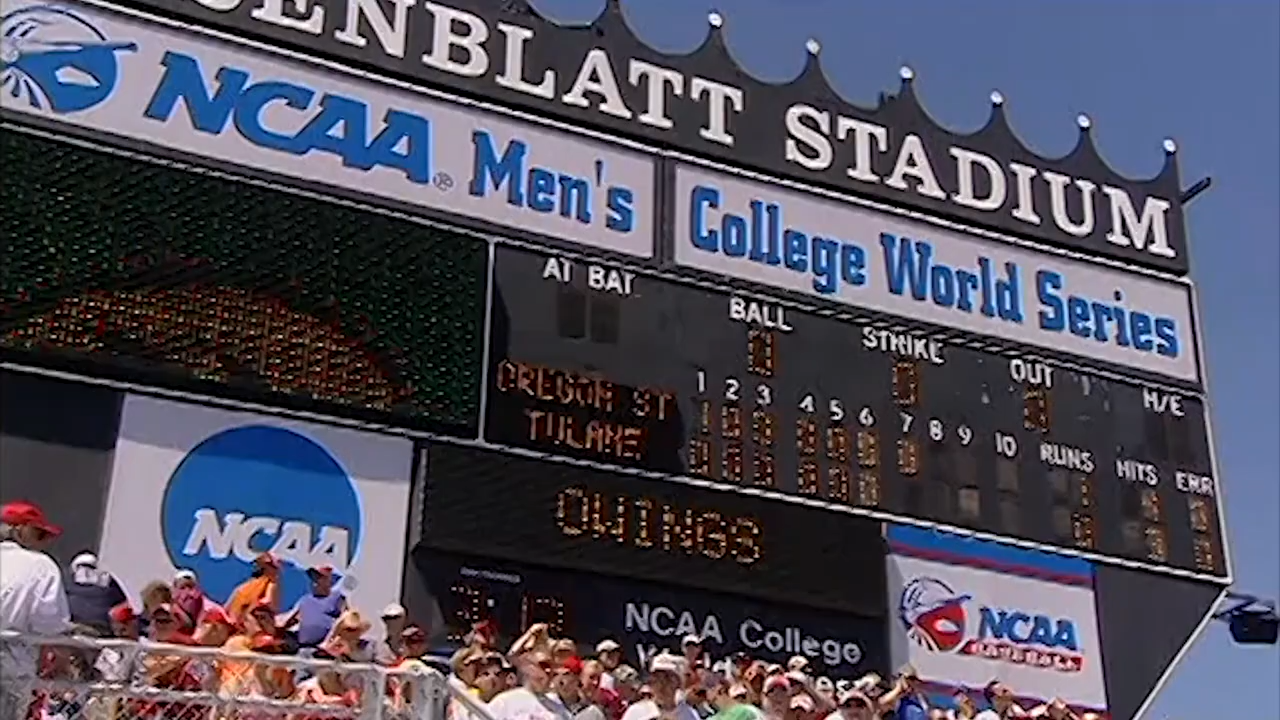 ENBLATT STADIUM
NCAA® Men's College World Series
AT BAT
BALL
STRIKE
OUT
H/E
1 2 3 4 5 6 7 8 9 10 RUNS HITS ERR
OREGON ST
TULANE
OWINGS
NCAA
NCAA College
NCAA
BASEBALL